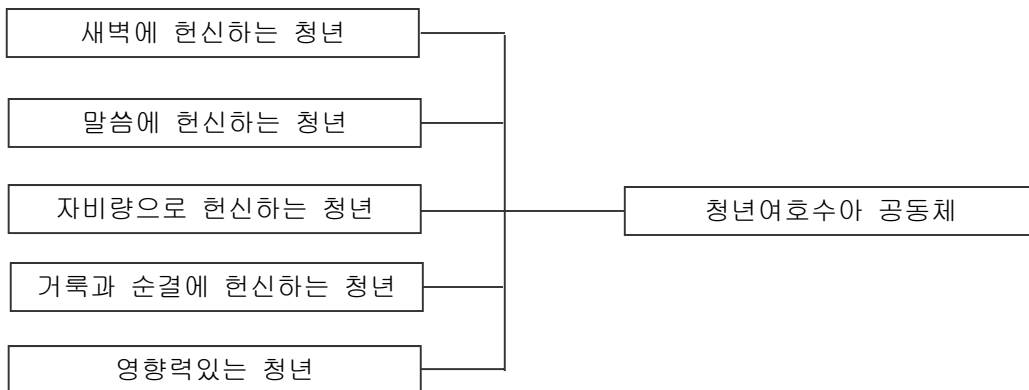 새벽에 헌신하는 청년
말씀에 헌신하는 청년
자비량으로 헌신하는 청년
청년여호수아 공동체
거룩과 순결에 헌신하는 청년
영향력있는 청년